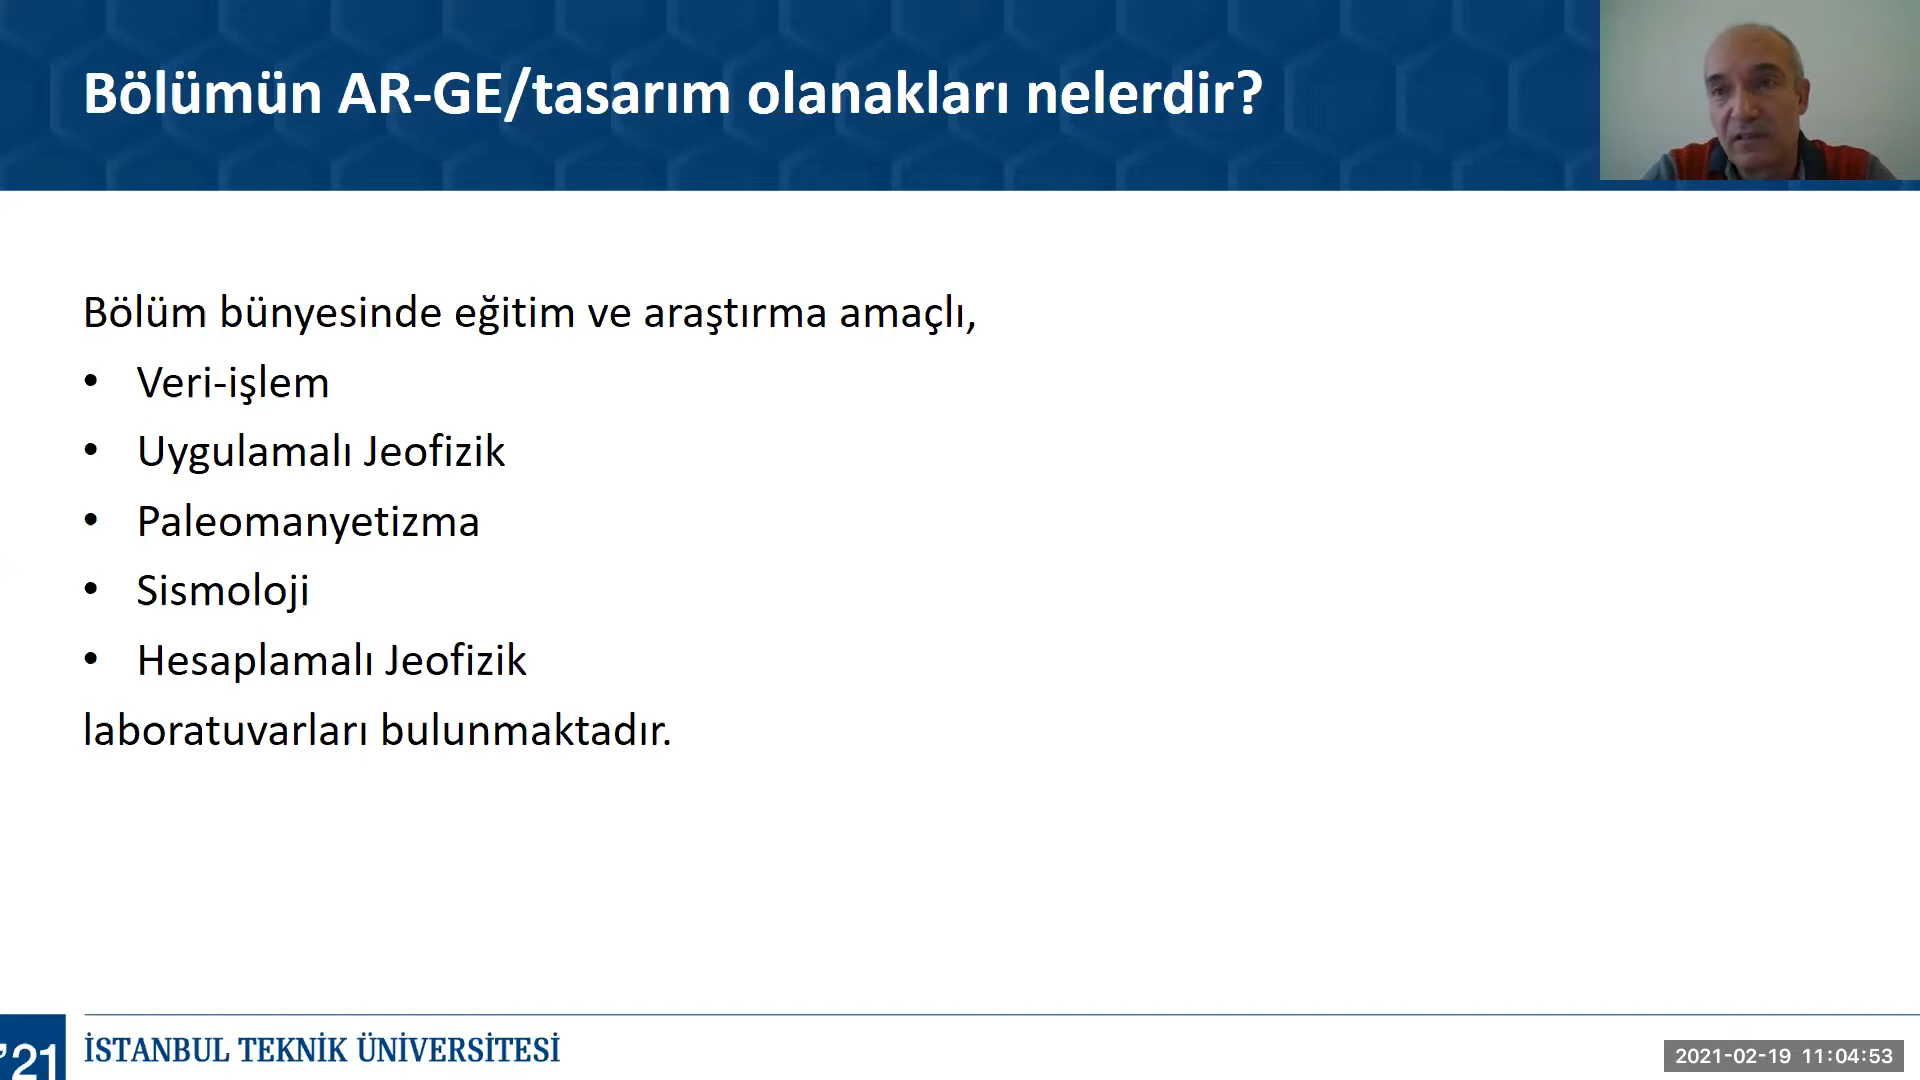 Bölümün AR-GE/tasarım olanakları nelerdir?
Bölüm bünyesinde eğitim ve araştırma amaçlı,
• Veri-işlem
• Uygulamalı Jeofizik
• Paleomanyetizma
• Sismoloji
• Hesaplamalı Jeofizik
laboratuvarları bulunmaktadır.
'21 İSTANBUL TEKNİK ÜNİVERSİTESİ
2021-02-19 11:04:53